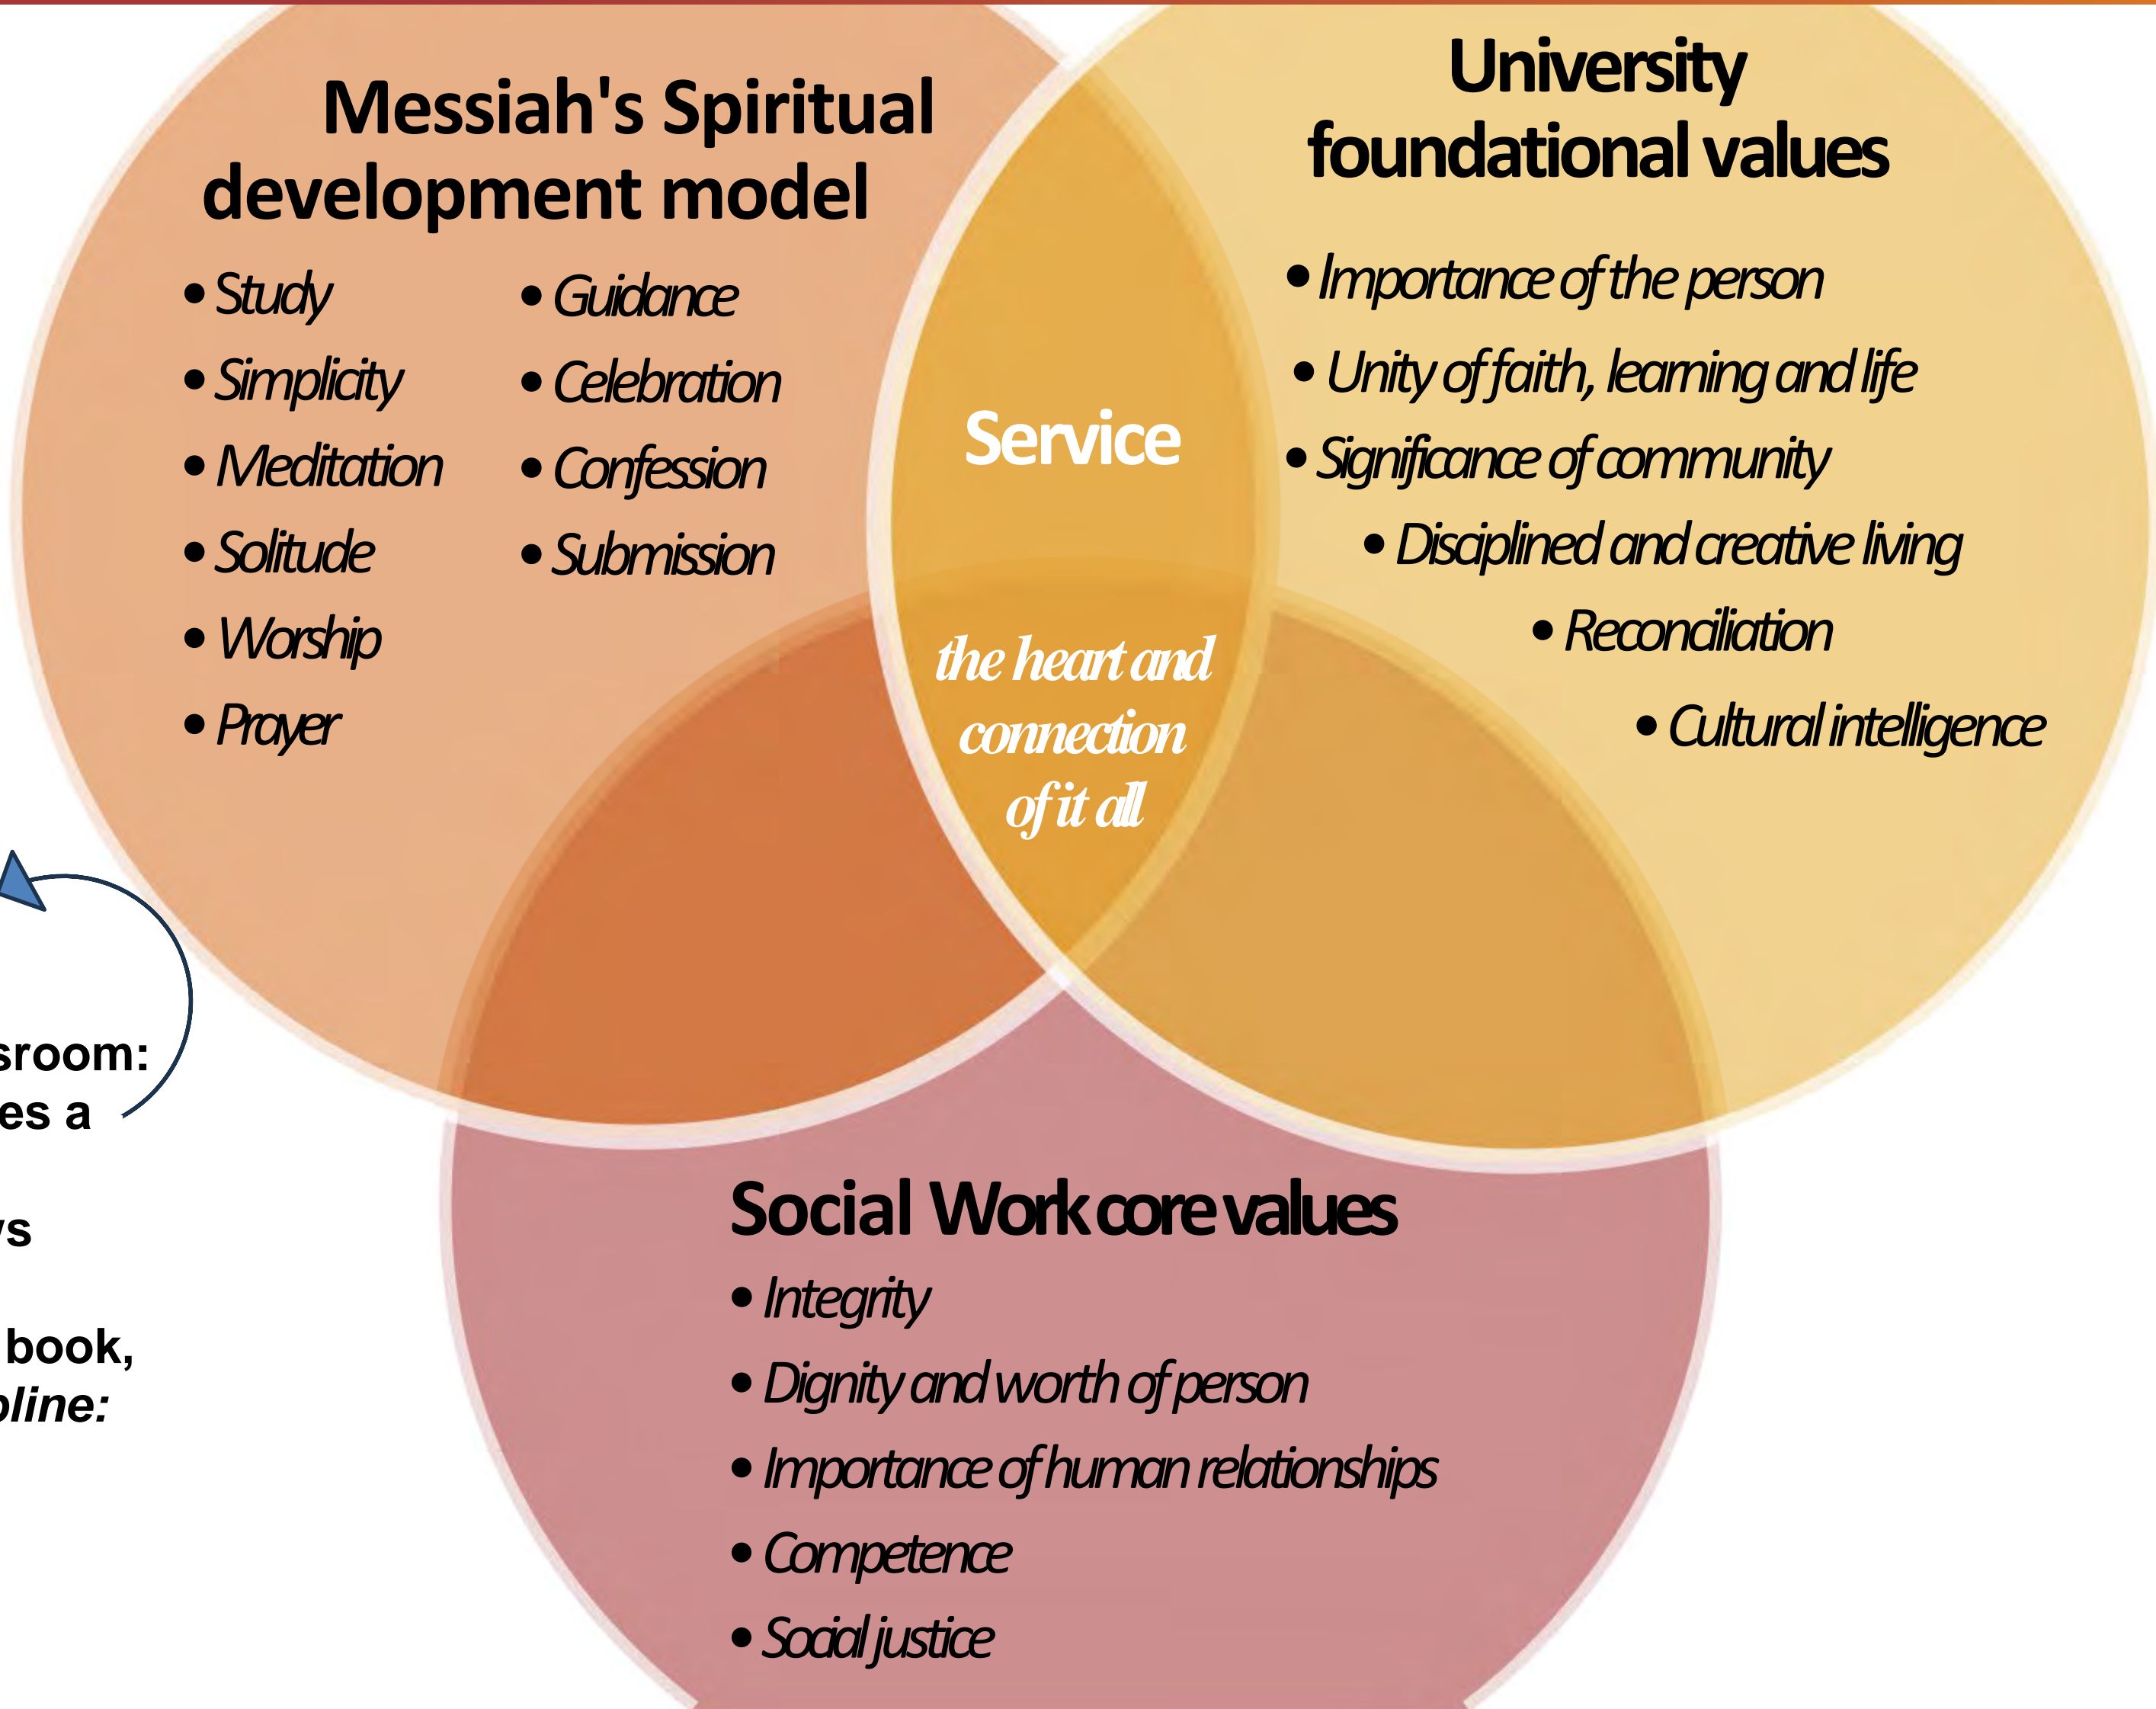 Messiah's Spiritual
development model
• Study
• Simplicity
• Meditation
• Solitude
• Worship
• Prayer
• Guidance
• Celebration
• Confession
• Submission
University
foundational values
• Importance of the person
• Unity of faith, learning and life
• Significance of community
• Disciplined and creative living
• Reconciliation
• Cultural intelligence
Service
the heart and
connection
of it all
Social Work core values
• Integrity
• Dignity and worth of person
• Importance of human relationships
• Competence
• Social justice
sroom:
es a
book,
pline: